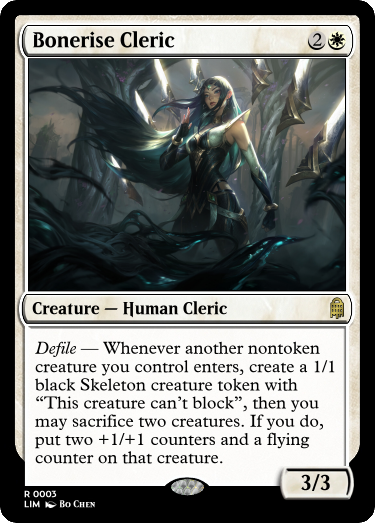 Bonerise Cleric 2
Creature — Human Cleric
Defile — Whenever another nontoken
creature you control enters, create a 1/1
black Skeleton creature token with
“This creature can’t block”, then you
may sacrifice two creatures. If you do,
put two +1/+1 counters and a flying
counter on that creature.
3/3
R 0003
LIM Bo Chen